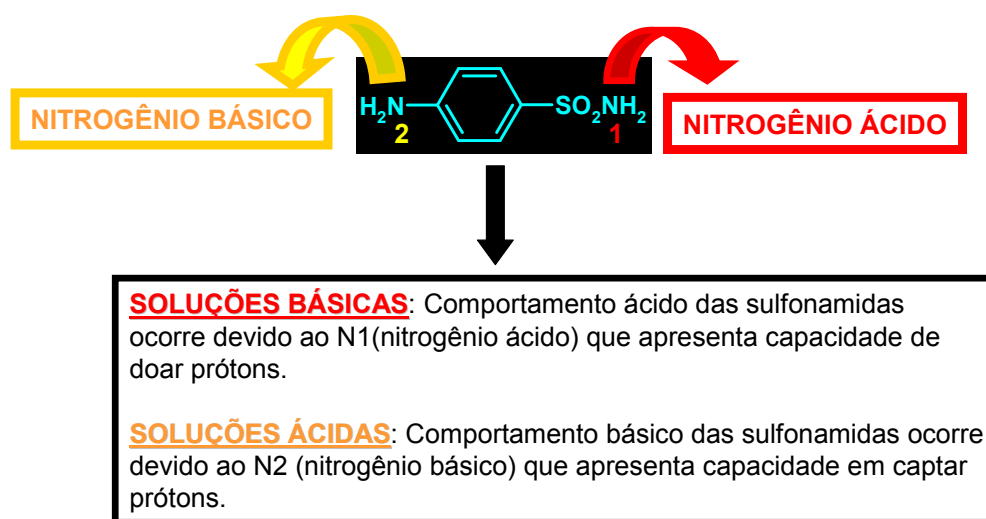 NITROGÊNIO BÁSICO
H₂N
2
SO₂NH₂
1
NITROGÊNIO ÁCIDO
SOLUÇÕES BÁSICAS: Comportamento ácido das sulfonamidas
ocorre devido ao N1(nitrogênio ácido) que apresenta capacidade de
doar prótons.
SOLUÇÕES ÁCIDAS: Comportamento básico das sulfonamidas ocorre
devido ao N2 (nitrogênio básico) que apresenta capacidade em captar
prótons.